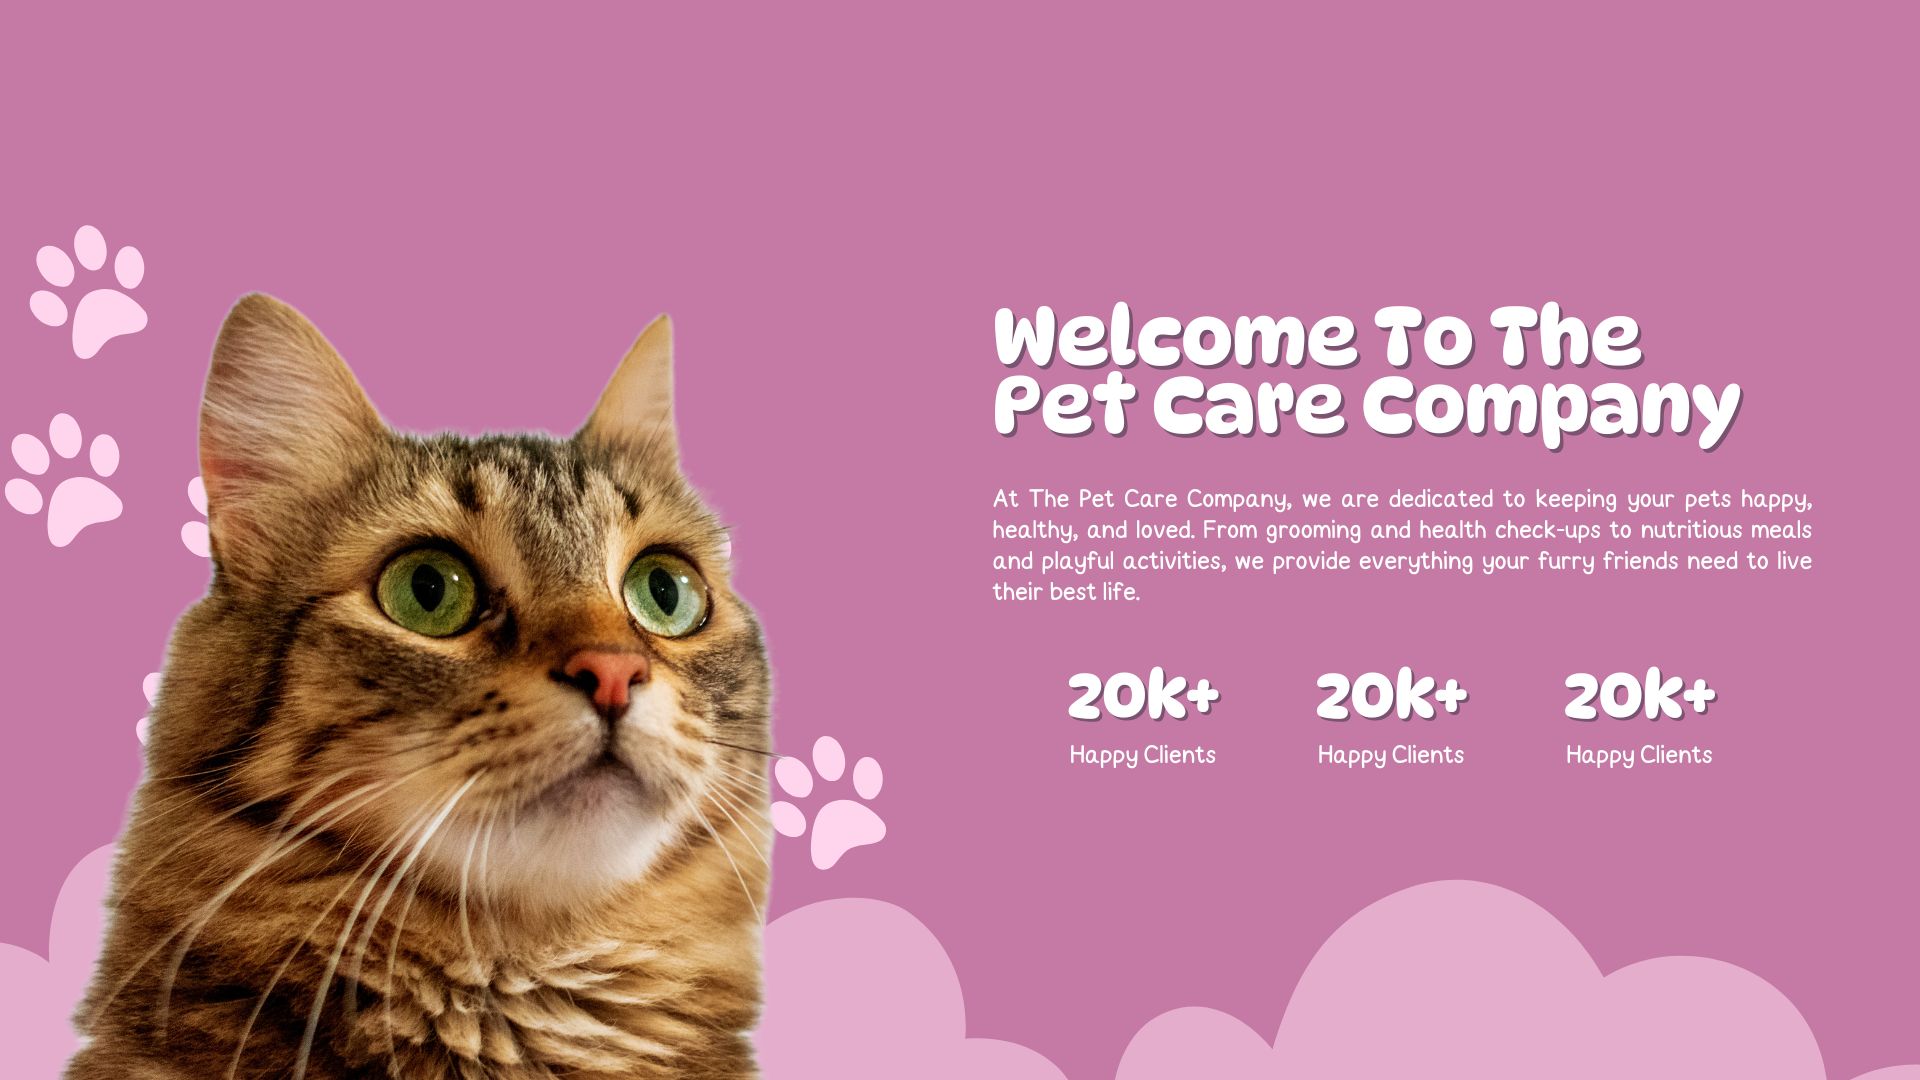 Welcome To The
Pet Care Company
At The Pet Care Company, we are dedicated to keeping your pets happy,
healthy, and loved. From grooming and health check-ups to nutritious meals
and playful activities, we provide everything your furry friends need to live
their best life.
20k+ 20k+ 20k+
Happy Clients Happy Clients Happy Clients